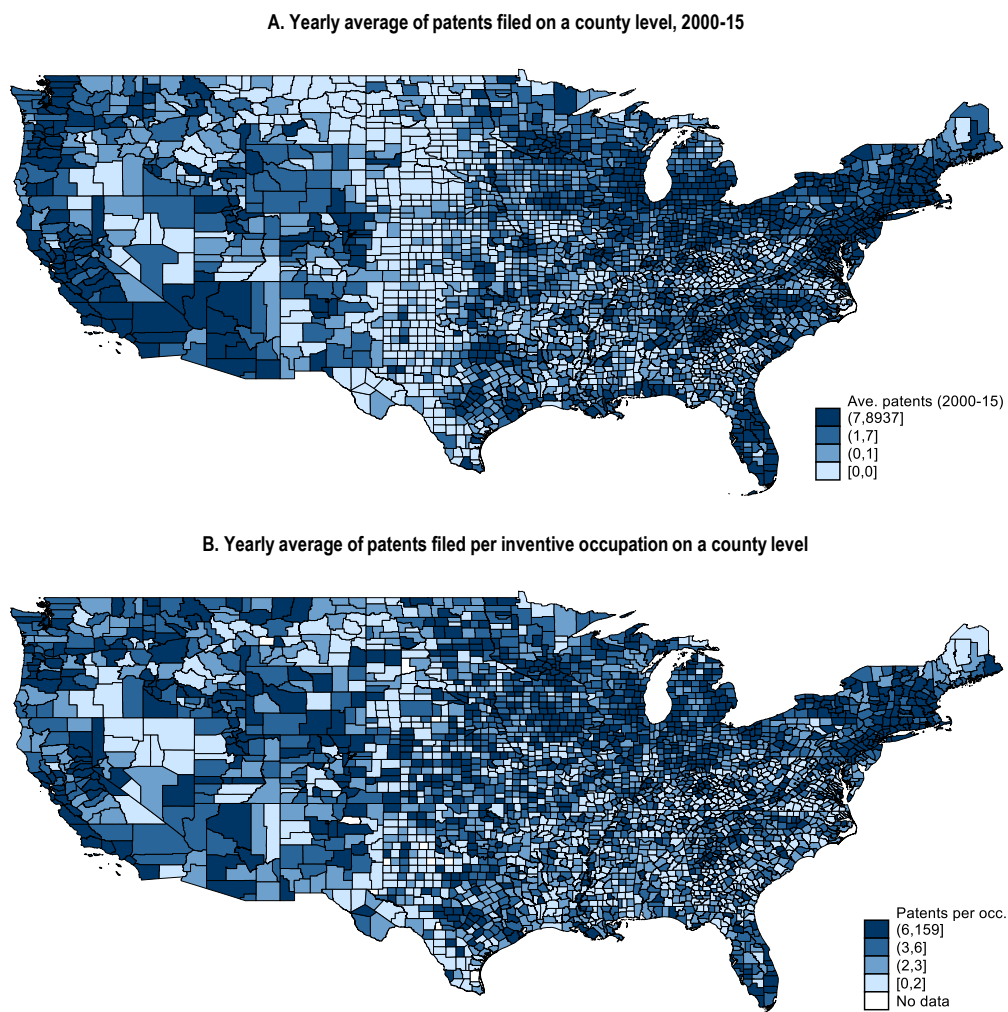 A. Yearly average of patents filed on a county level, 2000-15
Ave. patents (2000-15)
(7,8937]
(1,7]
(0,1]
[0,0]
B. Yearly average of patents filed per inventive occupation on a county level
Patents per occ.
(6,159]
(3,6]
(2,3]
[0,2]
No data